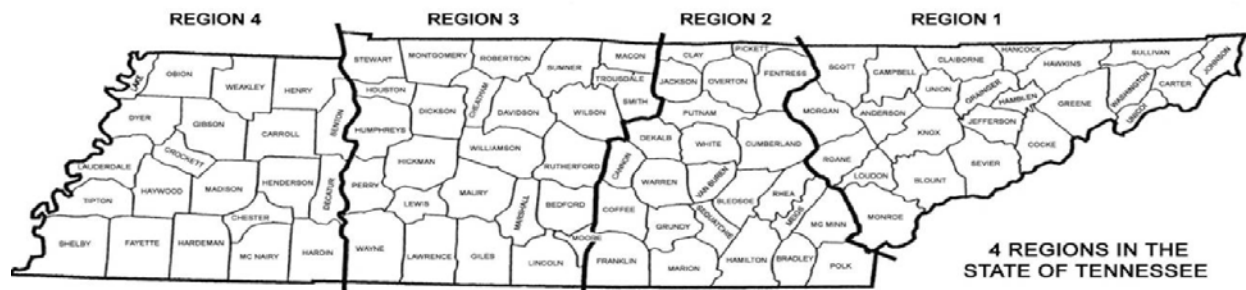 REGION 4 REGION 3 REGION 2 REGION 1
LAKE
OBION
WEAKLEY
HENRY
DYER
GIBSON
CARROLL
BENTON
LAUDERDALE
CROCKETT
TIPTON
HAYWOOD
MADISON
HENDERSON
DECATUR
CHESTER
SHELBY
FAYETTE
HARDEMAN
MC NAIRY
HARDIN
STEWART
MONTGOMERY
ROBERTSON
SUMNER
MACON
TROUSDALE
HOUSTON
DICKSON
CHEATHAM
DAVIDSON
WILSON
SMITH
HUMPHREYS
HICKMAN
WILLIAMSON
RUTHERFORD
PERRY
LEWIS
MAURY
MARSHALL
BEDFORD
MOORE
WAYNE
LAWRENCE
GILES
LINCOLN
CLAY
PICKETT
JACKSON
OVERTON
FENTRESS
PUTNAM
DEKALB
WHITE
CUMBERLAND
CANNON
WARREN
VAN BUREN
BLEDSOE
RHEA
MEIGS
COFFEE
GRUNDY
SEQUATCHIE
MC MINN
FRANKLIN
MARION
HAMILTON
BRADLEY
POLK
SCOTT
CAMPBELL
CLAIBORNE
HANCOCK
HAWKINS
SULLIVAN
JOHNSON
MORGAN
ANDERSON
UNION
GRAINGER
HAMBLEN
GREENE
WASHINGTON
CARTER
UNICOI
ROANE
KNOX
JEFFERSON
COCKE
LOUDON
BLOUNT
SEVIER
MONROE
4 REGIONS IN THE
STATE OF TENNESSEE